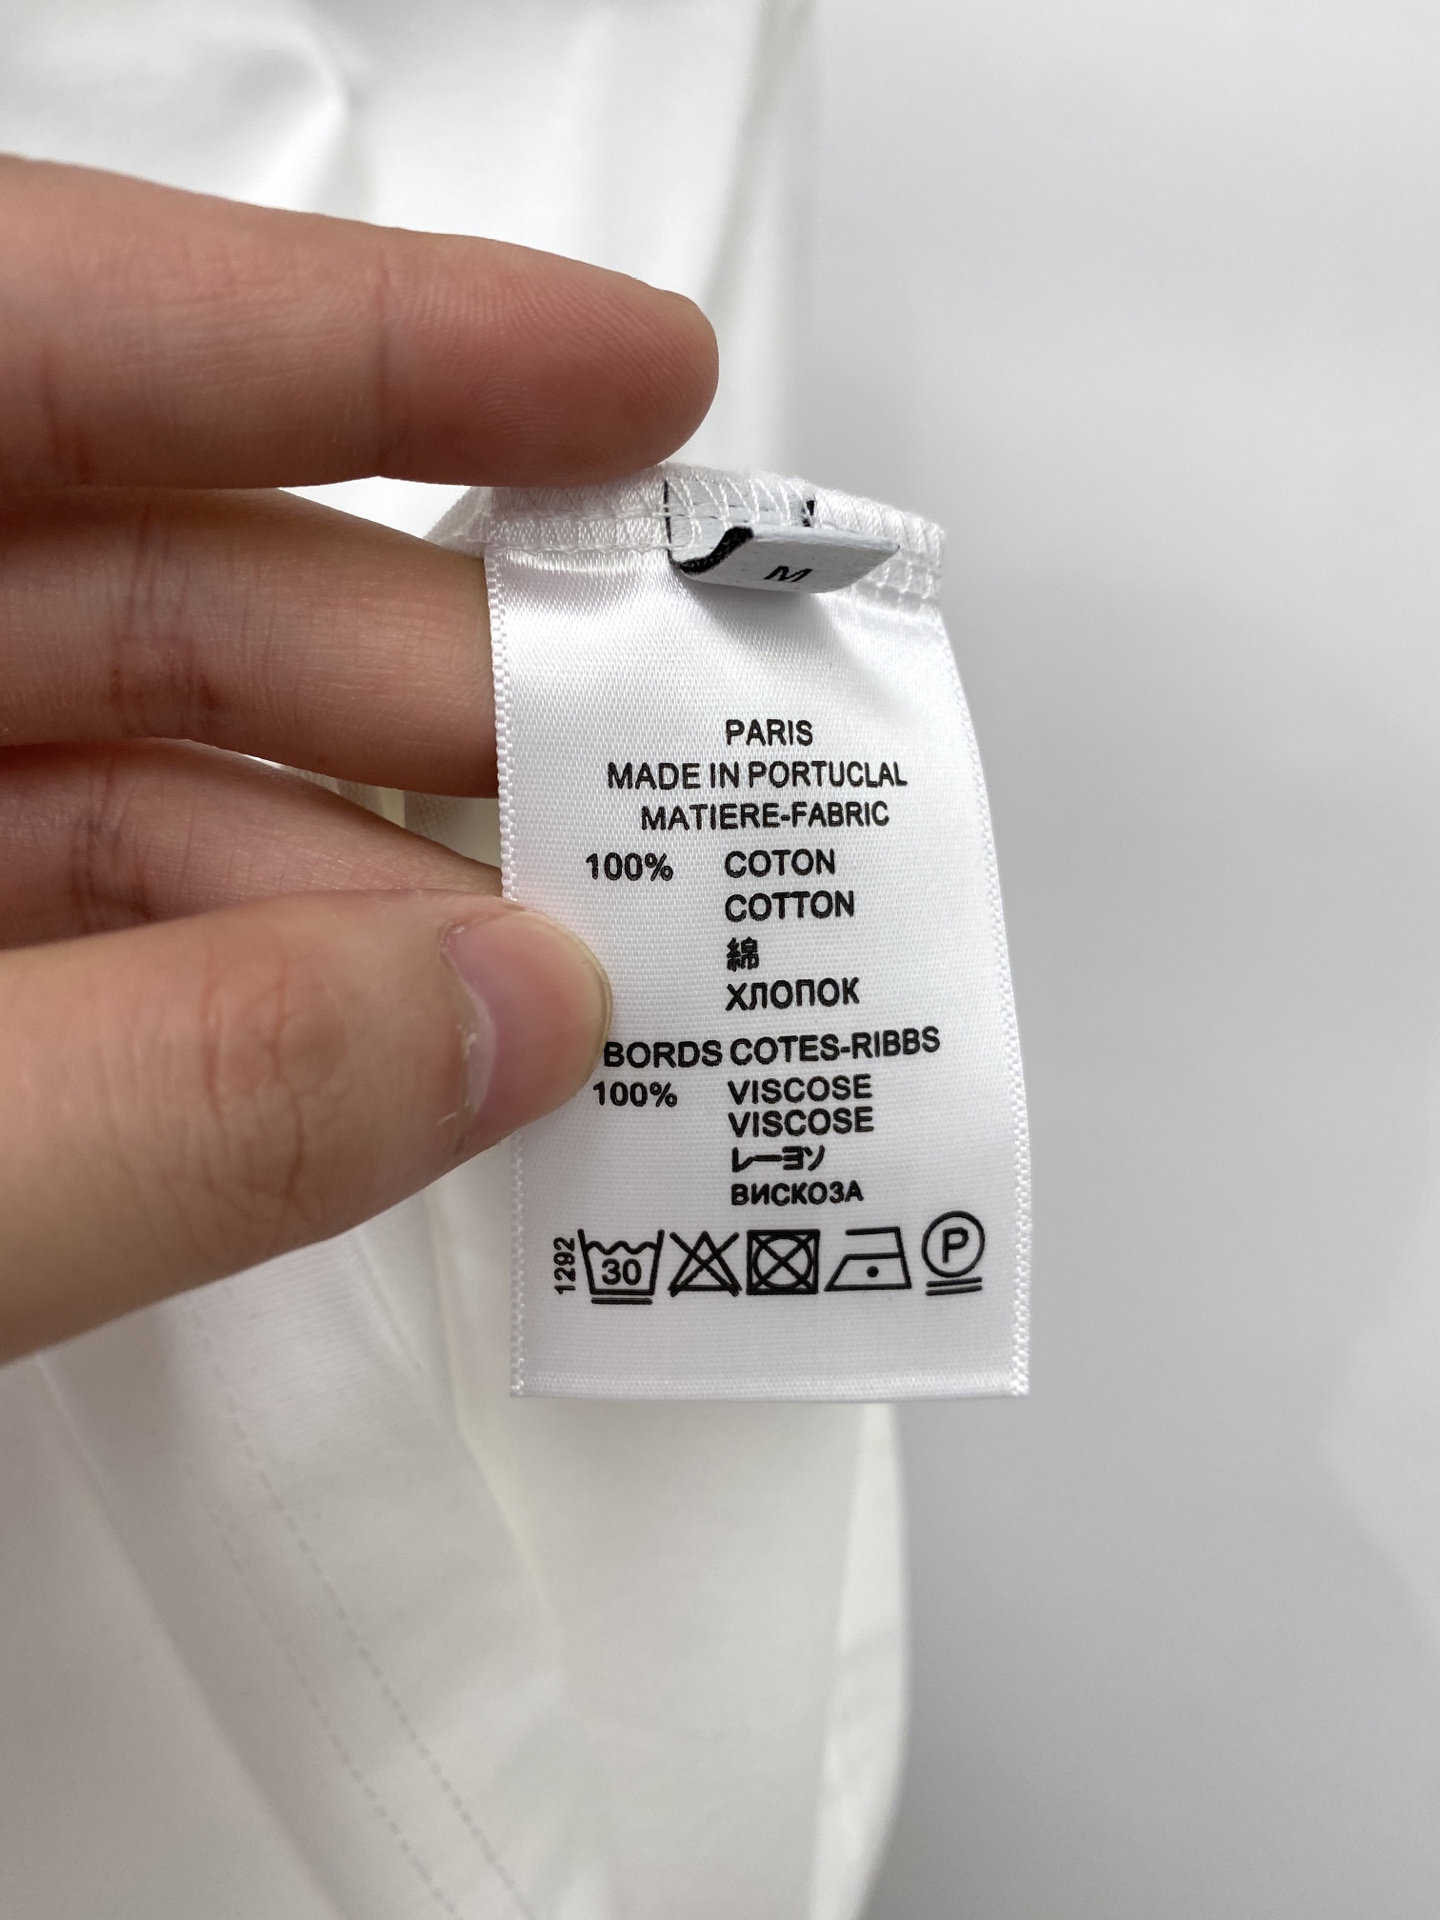 M
PARIS
MADE IN PORTUCLAL
MATIERE-FABRIC
100% COTON
COTTON
綿
ХЛОПОК
BORDS COTES-RIBBS
100% VISCOSE
VISCOSE
レーヨソ
ВИСКОЗА
1292 30 P